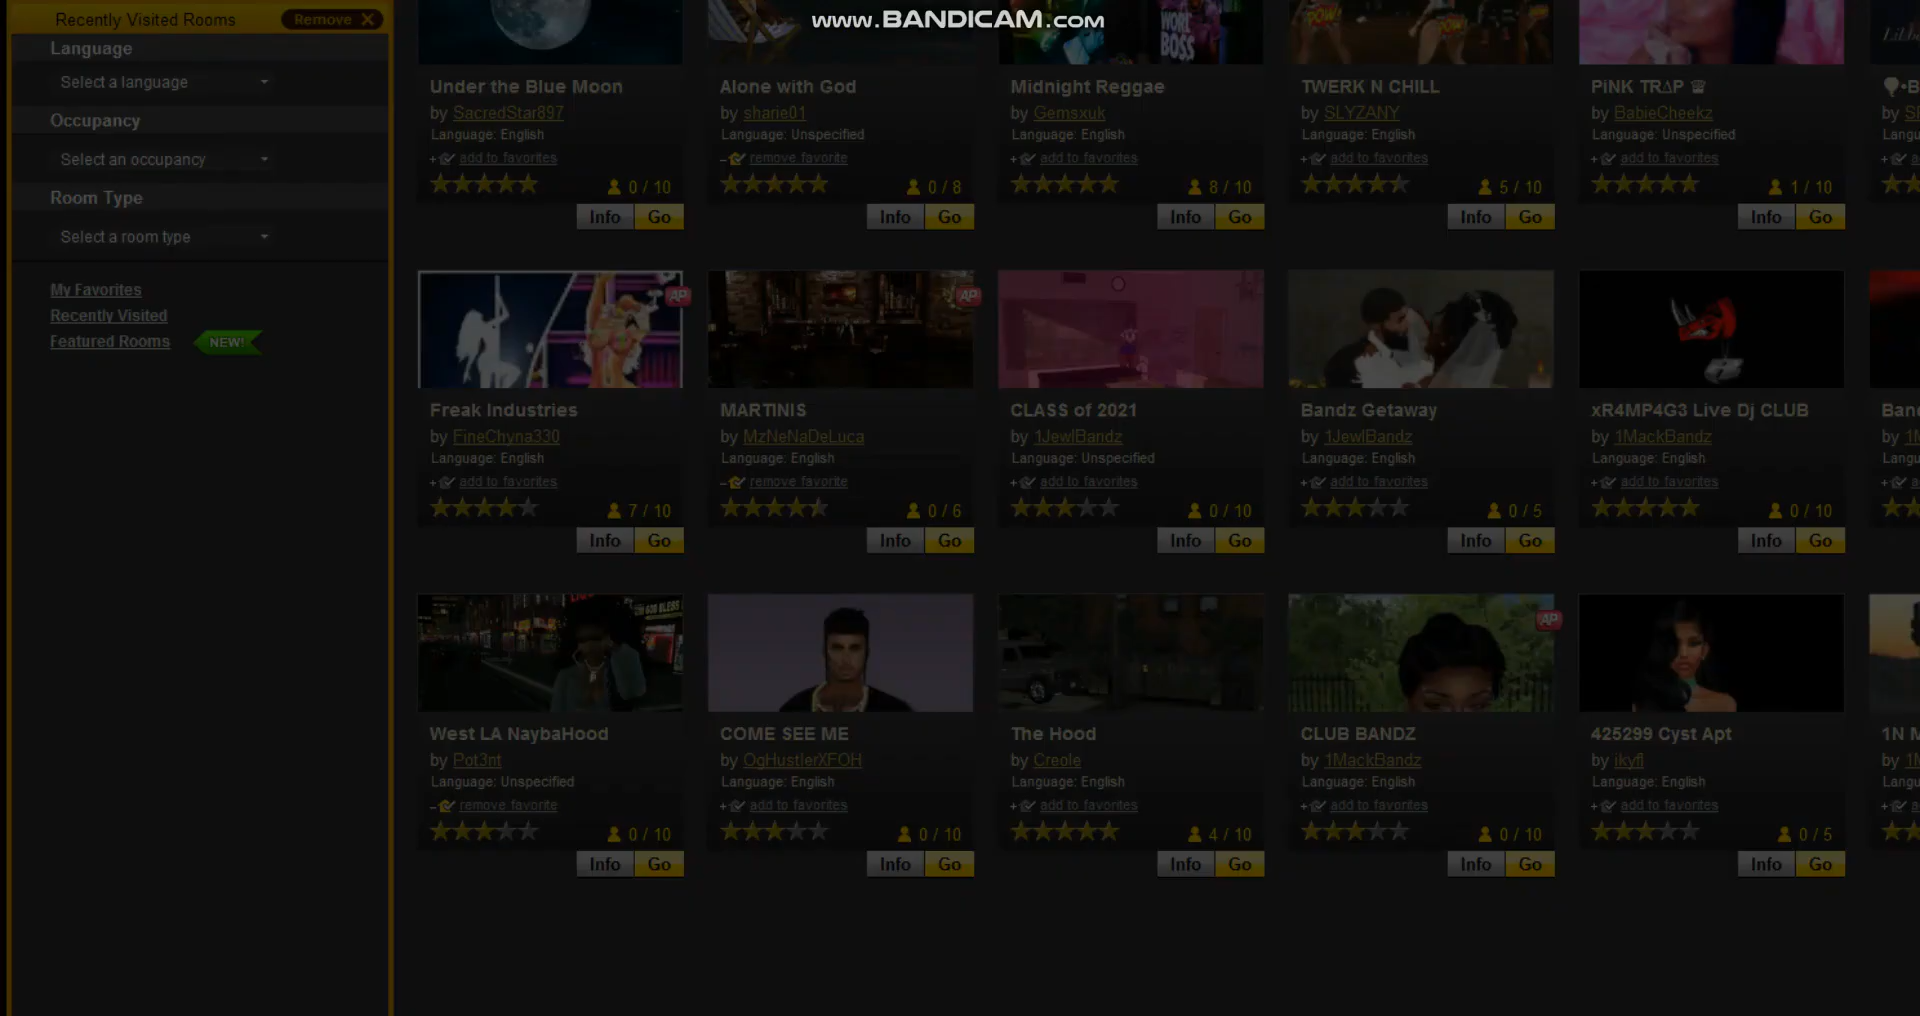 www.BANDICAM.com
Recently Visited Rooms
Remove X
Language
Select a language
Occupancy
Select an occupancy
Room Type
Select a room type
My Favorites
Recently Visited
Featured Rooms
NEW!
WORL BOSS
POW!
POW!
Under the Blue Moon
by SacredStar897
Language: English
+ add to favorites
0 / 10
Info Go
Alone with God
by sharie01
Language: Unspecified
– remove favorite
0 / 8
Info Go
Midnight Reggae
by Gemsxuk
Language: English
+ add to favorites
8 / 10
Info Go
TWERK N CHILL
by SLYZANY
Language: English
+ add to favorites
5 / 10
Info Go
PiNK TRΔP ♕
by BabieCheekz
Language: Unspecified
+ add to favorites
1 / 10
Info Go
AP
Freak Industries
by FineChyna330
Language: English
+ add to favorites
7 / 10
Info Go
AP
MARTINIS
by MzNeNaDeLuca
Language: English
– remove favorite
0 / 6
Info Go
CLASS of 2021
by 1JewlBandz
Language: Unspecified
+ add to favorites
0 / 10
Info Go
Bandz Getaway
by 1JewlBandz
Language: English
+ add to favorites
0 / 5
Info Go
xR4MP4G3 Live Dj CLUB
by 1MackBandz
Language: English
+ add to favorites
0 / 10
Info Go
GOD BLESS
West LA NaybaHood
by Pot3nt
Language: Unspecified
– remove favorite
0 / 10
Info Go
COME SEE ME
by OgHustlerXFOH
Language: English
+ add to favorites
0 / 10
Info Go
The Hood
by Creole
Language: English
+ add to favorites
4 / 10
Info Go
AP
CLUB BANDZ
by 1MackBandz
Language: English
+ add to favorites
0 / 10
Info Go
425299 Cyst Apt
by ikyfl
Language: English
+ add to favorites
0 / 5
Info Go